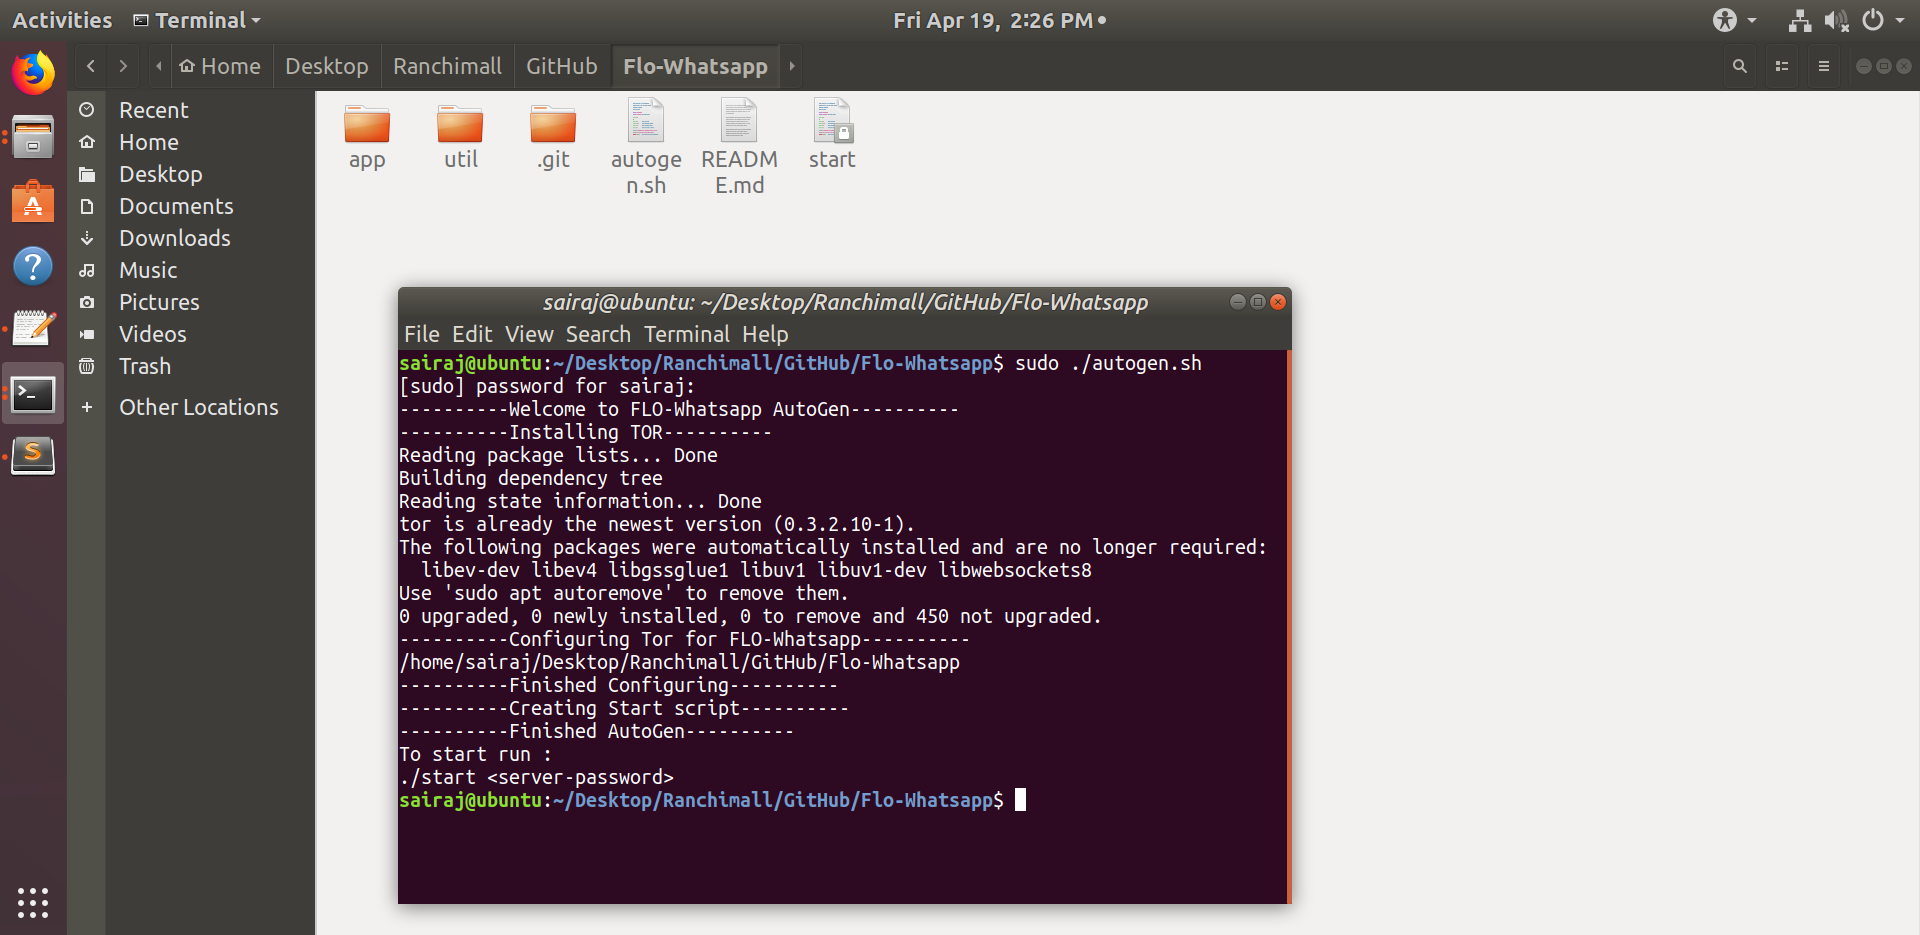 Activities Terminal Fri Apr 19, 2:26 PM
Home Desktop Ranchimall GitHub Flo-Whatsapp
Recent
Home
Desktop
Documents
Downloads
Music
Pictures
Videos
Trash
Other Locations
app
util
.git
autoge
n.sh
READM
E.md
start
sairaj@ubuntu: ~/Desktop/Ranchimall/GitHub/Flo-Whatsapp
File Edit View Search Terminal Help
sairaj@ubuntu:~/Desktop/Ranchimall/GitHub/Flo-Whatsapp$ sudo ./autogen.sh
[sudo] password for sairaj:
----------Welcome to FLO-Whatsapp AutoGen----------
----------Installing TOR----------
Reading package lists... Done
Building dependency tree
Reading state information... Done
tor is already the newest version (0.3.2.10-1).
The following packages were automatically installed and are no longer required:
  libev-dev libev4 libgssglue1 libuv1 libuv1-dev libwebsockets8
Use 'sudo apt autoremove' to remove them.
0 upgraded, 0 newly installed, 0 to remove and 450 not upgraded.
----------Configuring Tor for FLO-Whatsapp----------
/home/sairaj/Desktop/Ranchimall/GitHub/Flo-Whatsapp
----------Finished Configuring----------
----------Creating Start script----------
----------Finished AutoGen----------
To start run :
./start <server-password>
sairaj@ubuntu:~/Desktop/Ranchimall/GitHub/Flo-Whatsapp$